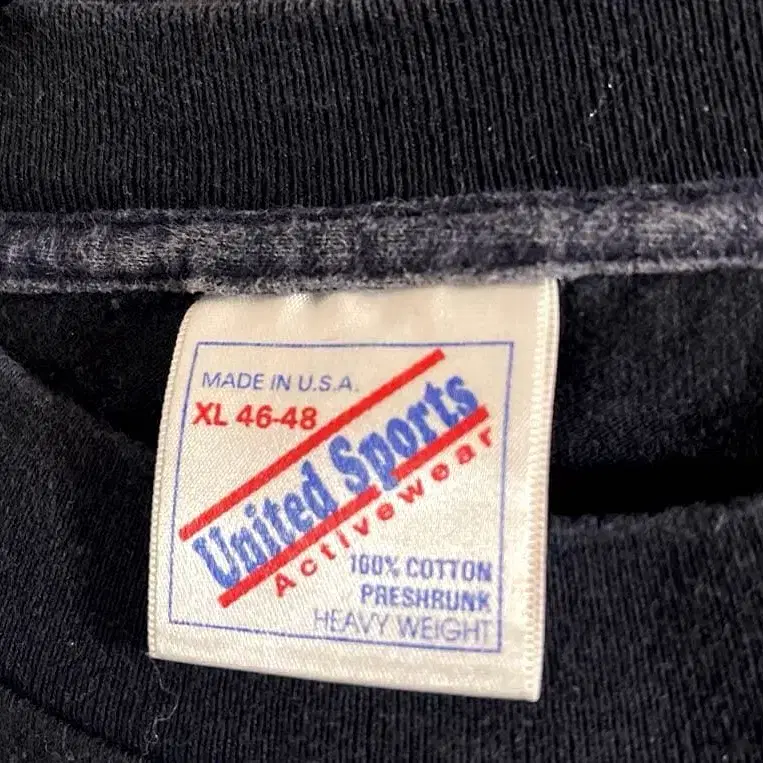 MADE IN U.S.A.
XL 46-48
United Sports
Activewear
100% COTTON
PRESHRUNK
HEAVY WEIGHT